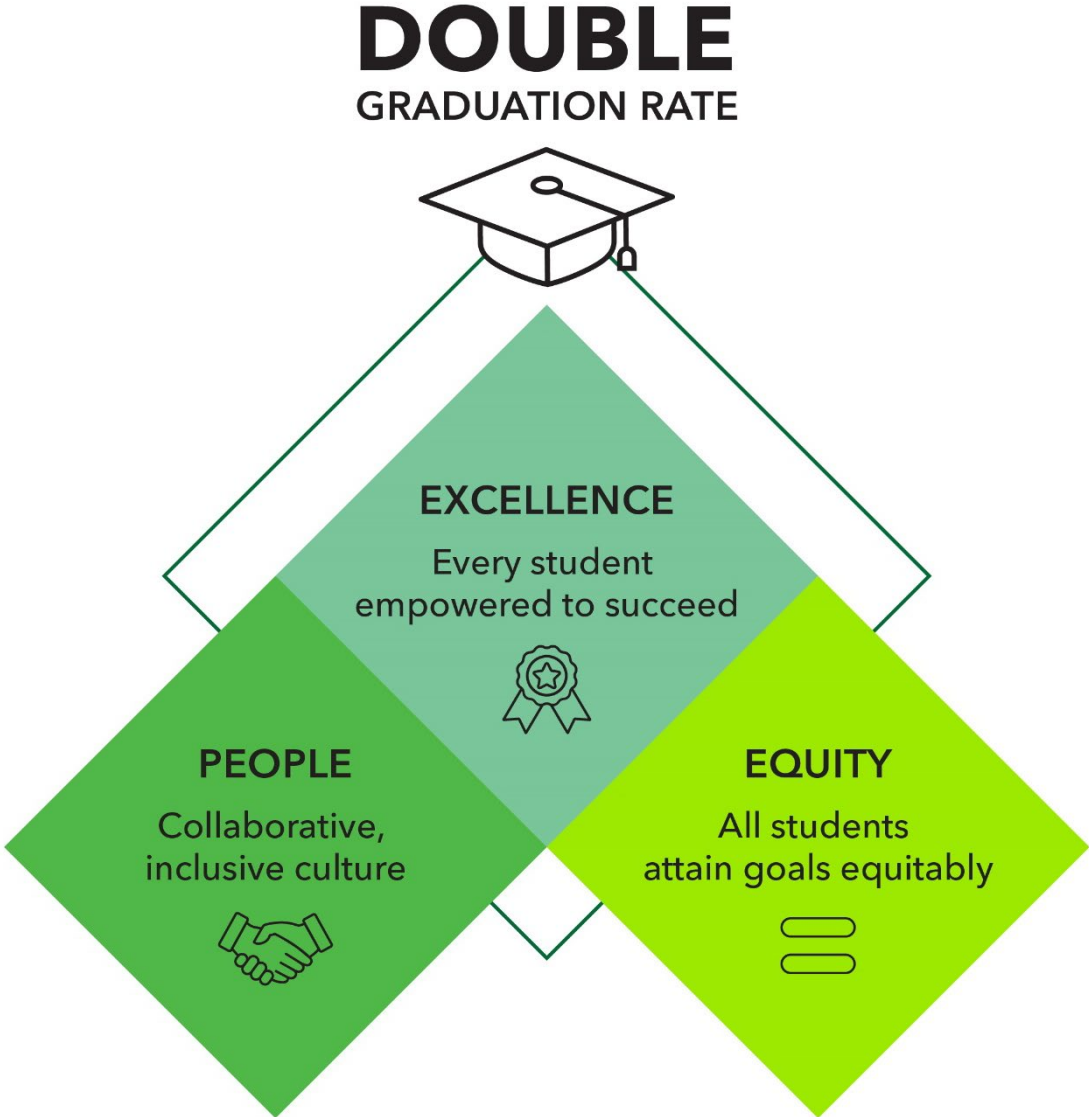 DOUBLE
GRADUATION RATE
EXCELLENCE
Every student
empowered to succeed
PEOPLE
Collaborative,
inclusive culture
EQUITY
All students
attain goals equitably